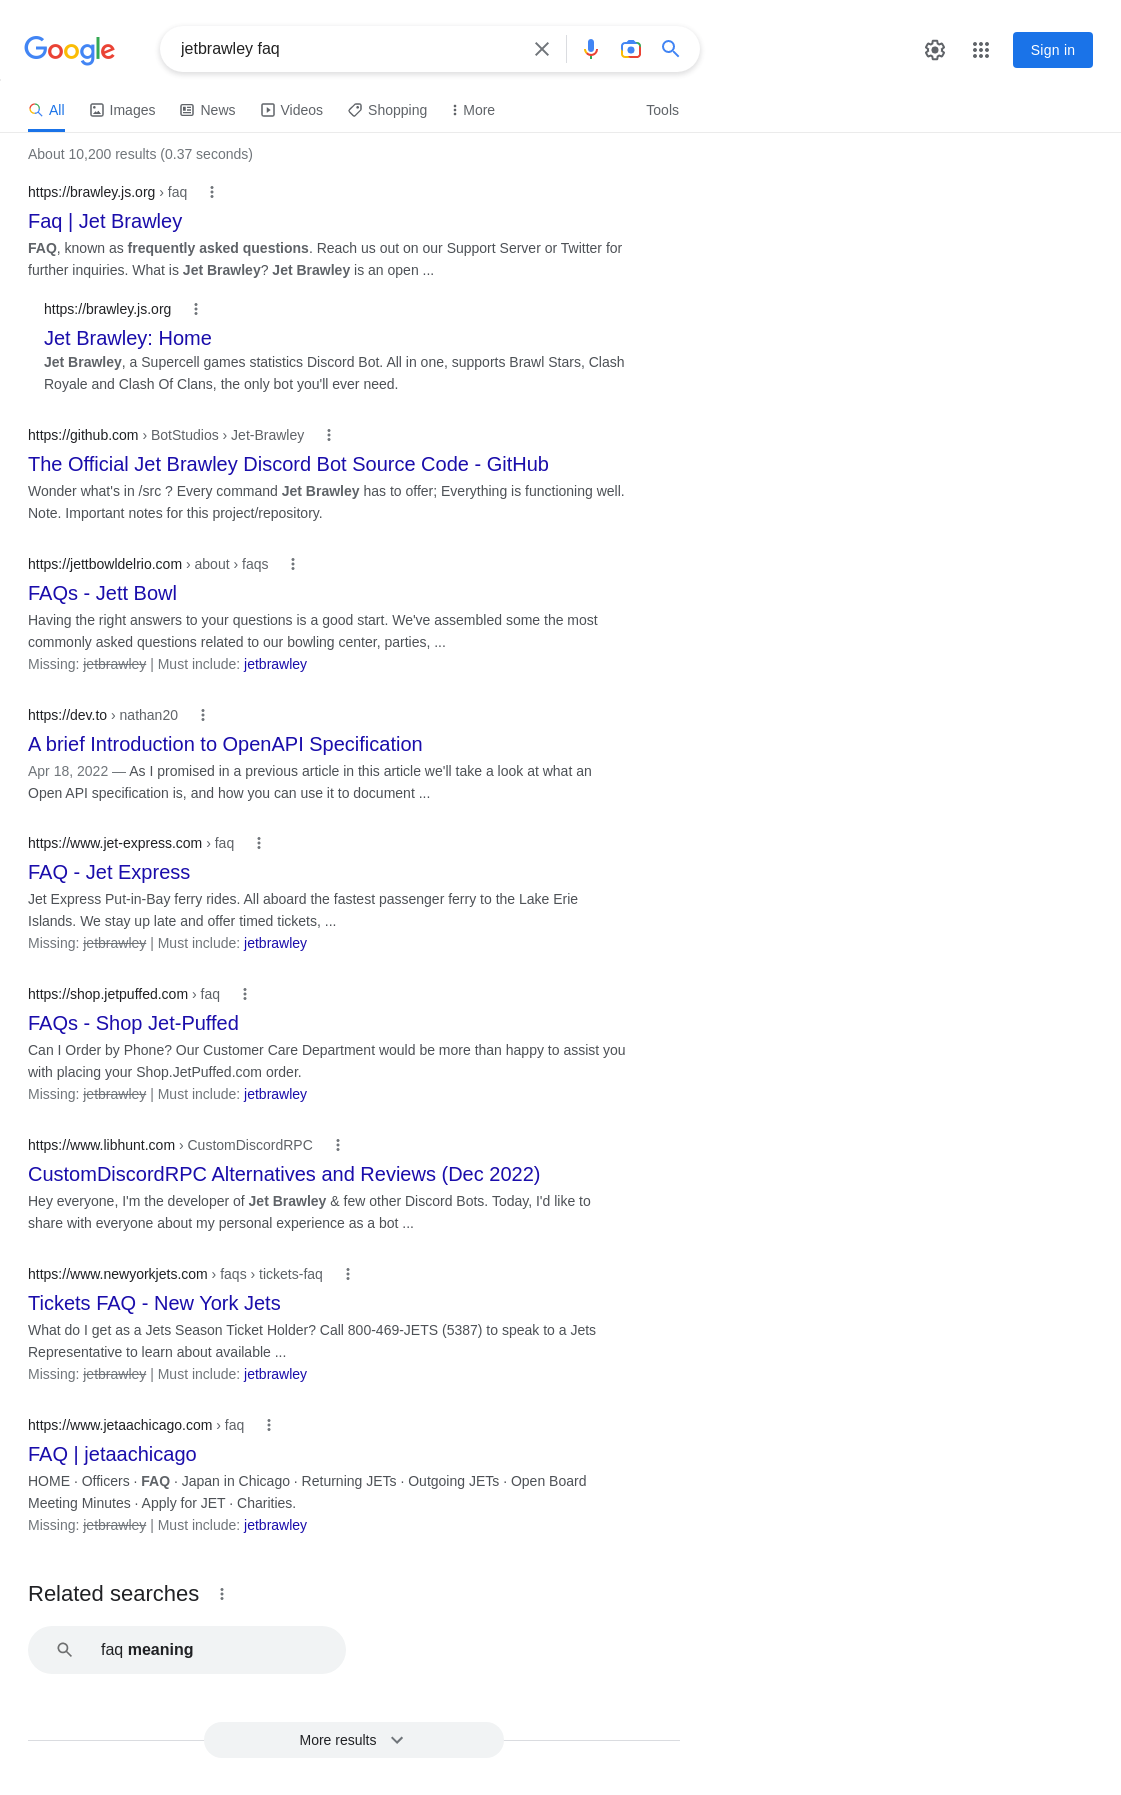 Google
jetbrawley faq
Sign in
All
Images
News
Videos
Shopping
More
Tools
About 10,200 results (0.37 seconds)
https://brawley.js.org › faq
Faq | Jet Brawley
FAQ, known as frequently asked questions. Reach us out on our Support Server or Twitter for
further inquiries. What is Jet Brawley? Jet Brawley is an open ...
https://brawley.js.org
Jet Brawley: Home
Jet Brawley, a Supercell games statistics Discord Bot. All in one, supports Brawl Stars, Clash
Royale and Clash Of Clans, the only bot you'll ever need.
https://github.com › BotStudios › Jet-Brawley
The Official Jet Brawley Discord Bot Source Code - GitHub
Wonder what's in /src ? Every command Jet Brawley has to offer; Everything is functioning well.
Note. Important notes for this project/repository.
https://jettbowldelrio.com › about › faqs
FAQs - Jett Bowl
Having the right answers to your questions is a good start. We've assembled some the most
commonly asked questions related to our bowling center, parties, ...
Missing: jetbrawley | Must include: jetbrawley
https://dev.to › nathan20
A brief Introduction to OpenAPI Specification
Apr 18, 2022 — As I promised in a previous article in this article we'll take a look at what an
Open API specification is, and how you can use it to document ...
https://www.jet-express.com › faq
FAQ - Jet Express
Jet Express Put-in-Bay ferry rides. All aboard the fastest passenger ferry to the Lake Erie
Islands. We stay up late and offer timed tickets, ...
Missing: jetbrawley | Must include: jetbrawley
https://shop.jetpuffed.com › faq
FAQs - Shop Jet-Puffed
Can I Order by Phone? Our Customer Care Department would be more than happy to assist you
with placing your Shop.JetPuffed.com order.
Missing: jetbrawley | Must include: jetbrawley
https://www.libhunt.com › CustomDiscordRPC
CustomDiscordRPC Alternatives and Reviews (Dec 2022)
Hey everyone, I'm the developer of Jet Brawley & few other Discord Bots. Today, I'd like to
share with everyone about my personal experience as a bot ...
https://www.newyorkjets.com › faqs › tickets-faq
Tickets FAQ - New York Jets
What do I get as a Jets Season Ticket Holder? Call 800-469-JETS (5387) to speak to a Jets
Representative to learn about available ...
Missing: jetbrawley | Must include: jetbrawley
https://www.jetaachicago.com › faq
FAQ | jetaachicago
HOME · Officers · FAQ · Japan in Chicago · Returning JETs · Outgoing JETs · Open Board
Meeting Minutes · Apply for JET · Charities.
Missing: jetbrawley | Must include: jetbrawley
Related searches
faq meaning
More results